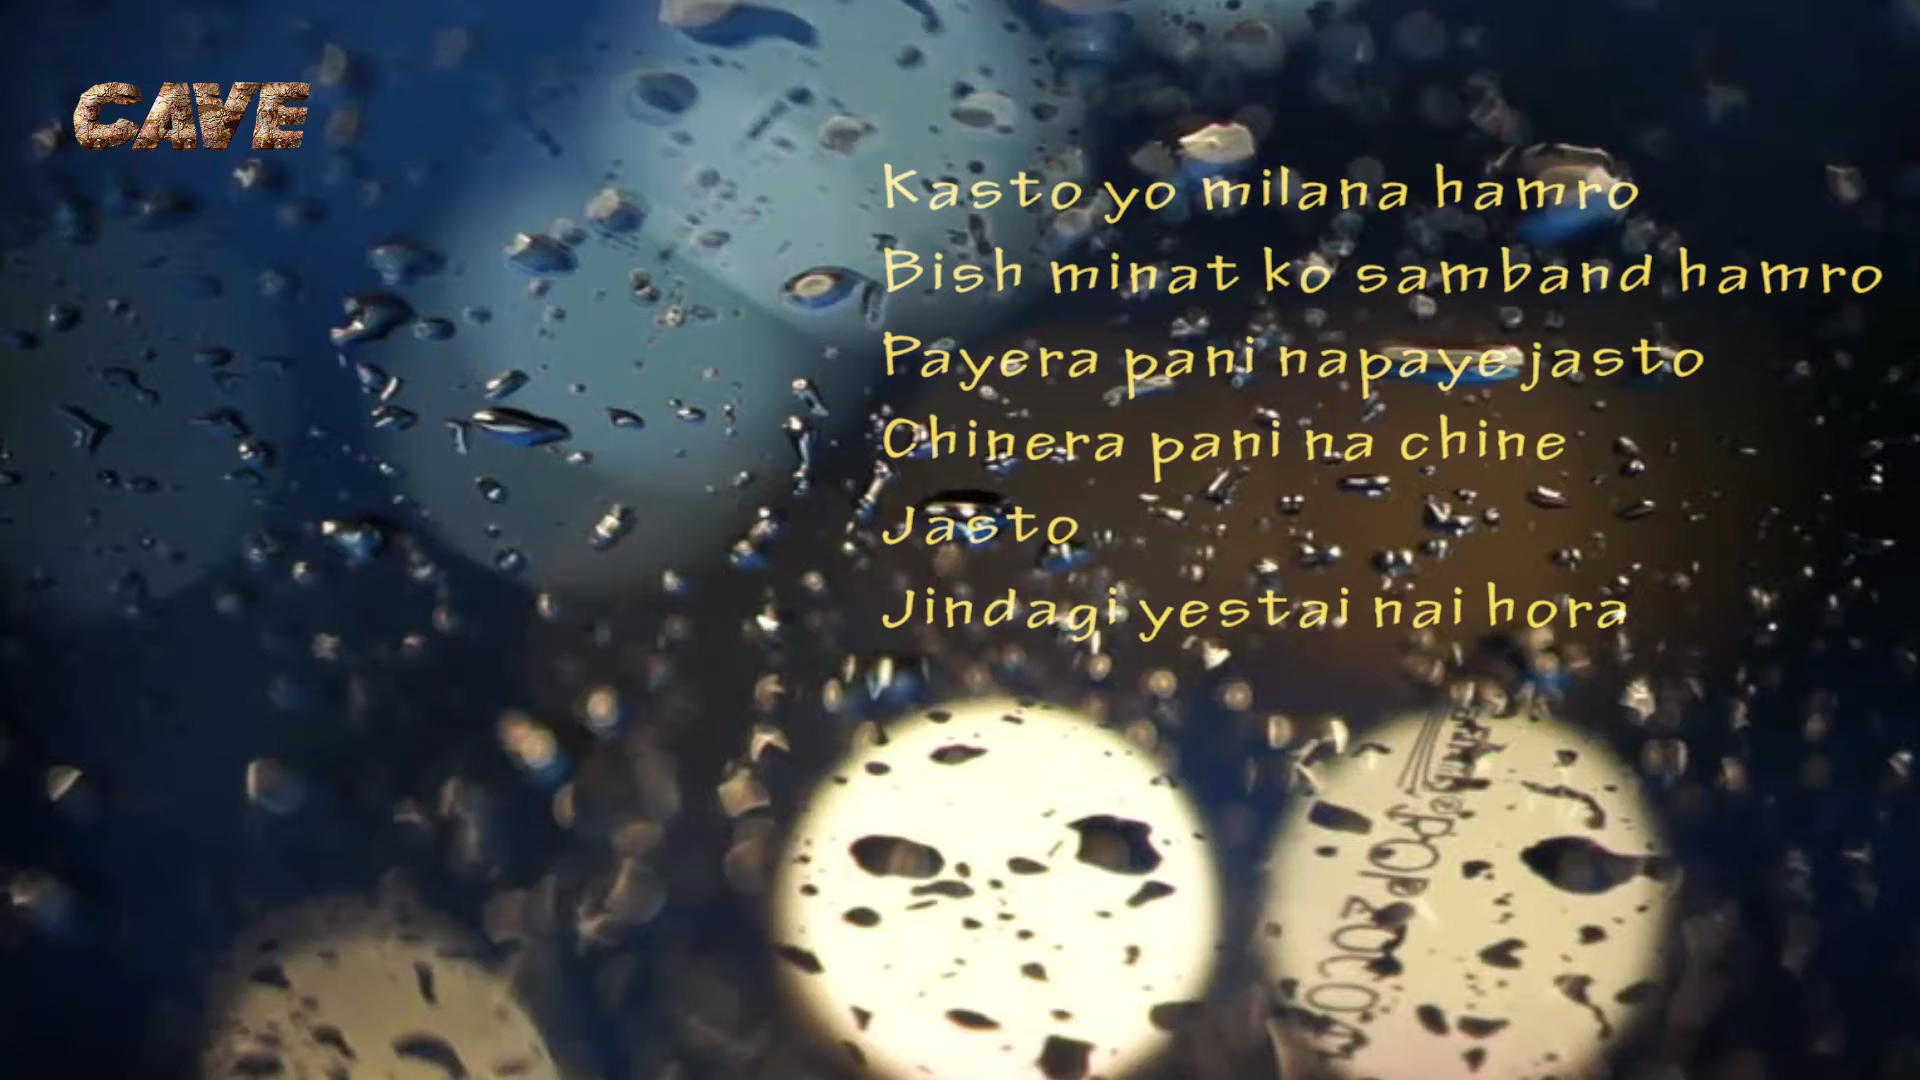 CAVE
Kasto yo milana hamro
Bish minat ko samband hamro
Payera pani napaye jasto
Chinera pani na chine
Jasto
Jindagi yestai nai hora